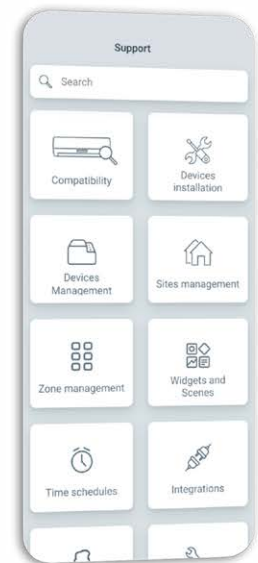 Support
Search
Compatibility
Devices
installation
Devices
Management
Sites management
Zone management
Widgets and
Scenes
Time schedules
Integrations